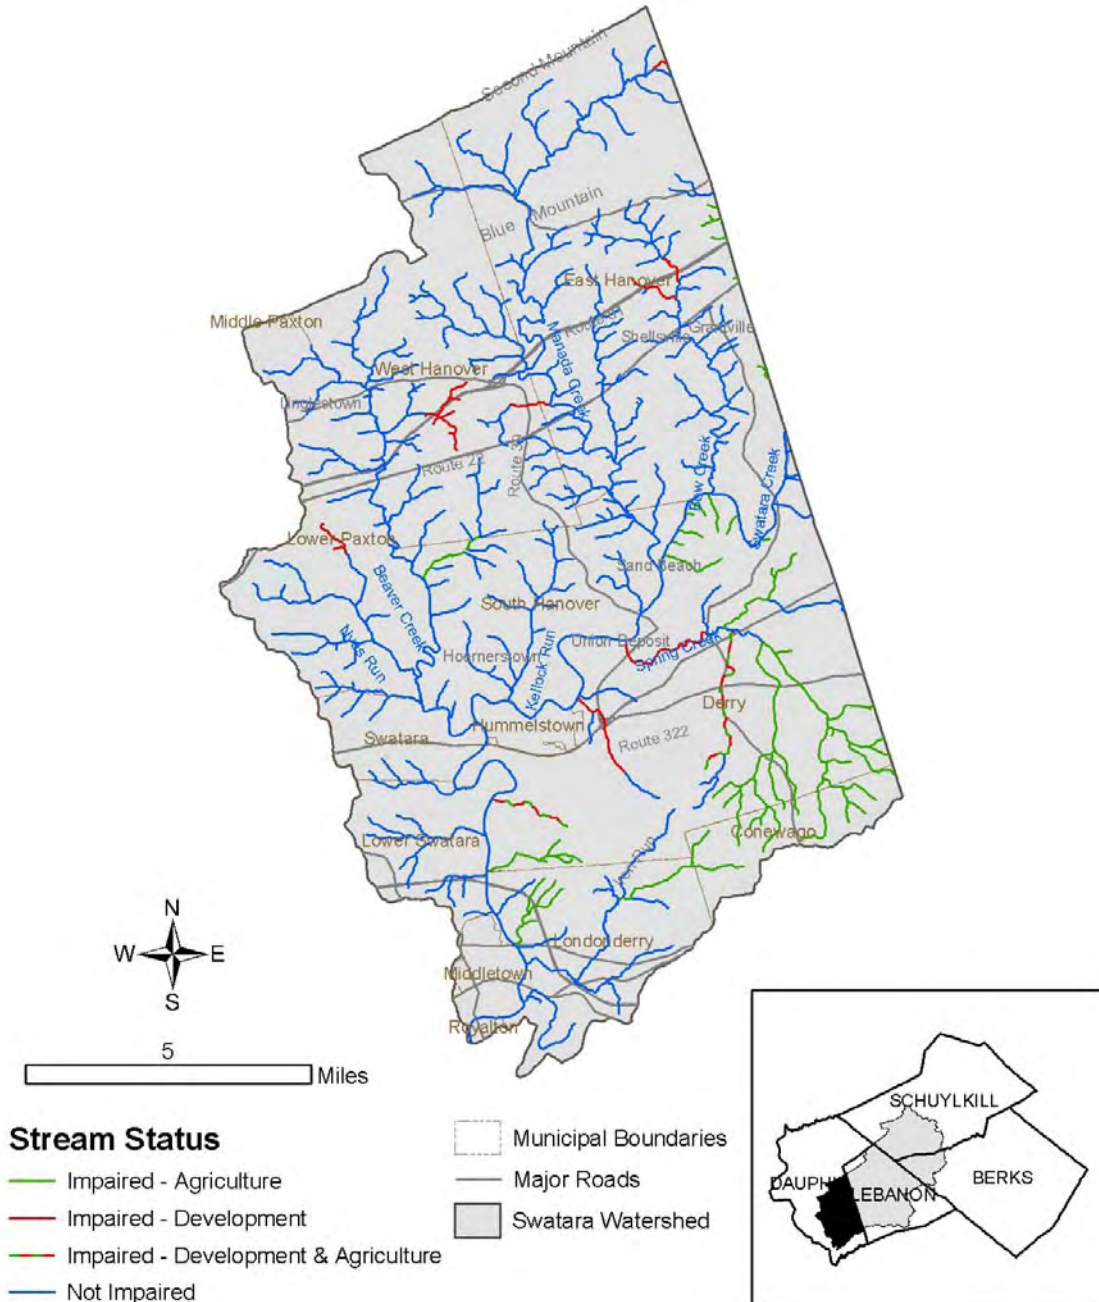 Second Mountain
Blue Mountain
East Hanover
Middle Paxton
Manada Creek
Shellsville
Grantville
West Hanover
Linglestown
Route 22
Route 39
Bow Creek
Swatara Creek
Lower Paxton
Beaver Creek
Sand Beach
South Hanover
Nyes Run
Hoernerstown
Kellock Run
Union Deposit
Spring Creek
Derry
Hummelstown
Swatara
Route 322
Conewago
Lower Swatara
Iron Run
Londonderry
Middletown
Royalton
N
W E
S
5
Miles
Stream Status
Impaired - Agriculture
Impaired - Development
Impaired - Development & Agriculture
Not Impaired
Municipal Boundaries
Major Roads
Swatara Watershed
SCHUYLKILL
DAUPHI
LEBANON
BERKS